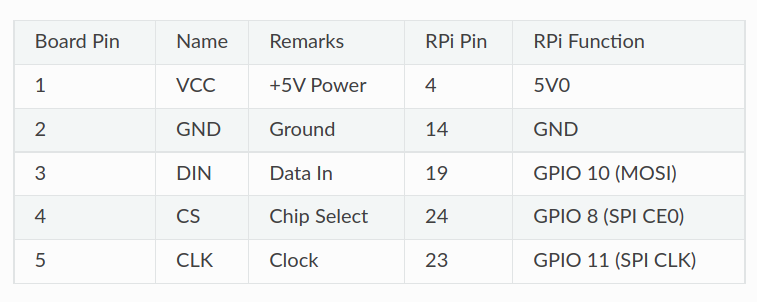 Board Pin Name Remarks RPi Pin RPi Function
1 VCC +5V Power 4 5V0
2 GND Ground 14 GND
3 DIN Data In 19 GPIO 10 (MOSI)
4 CS Chip Select 24 GPIO 8 (SPI CE0)
5 CLK Clock 23 GPIO 11 (SPI CLK)